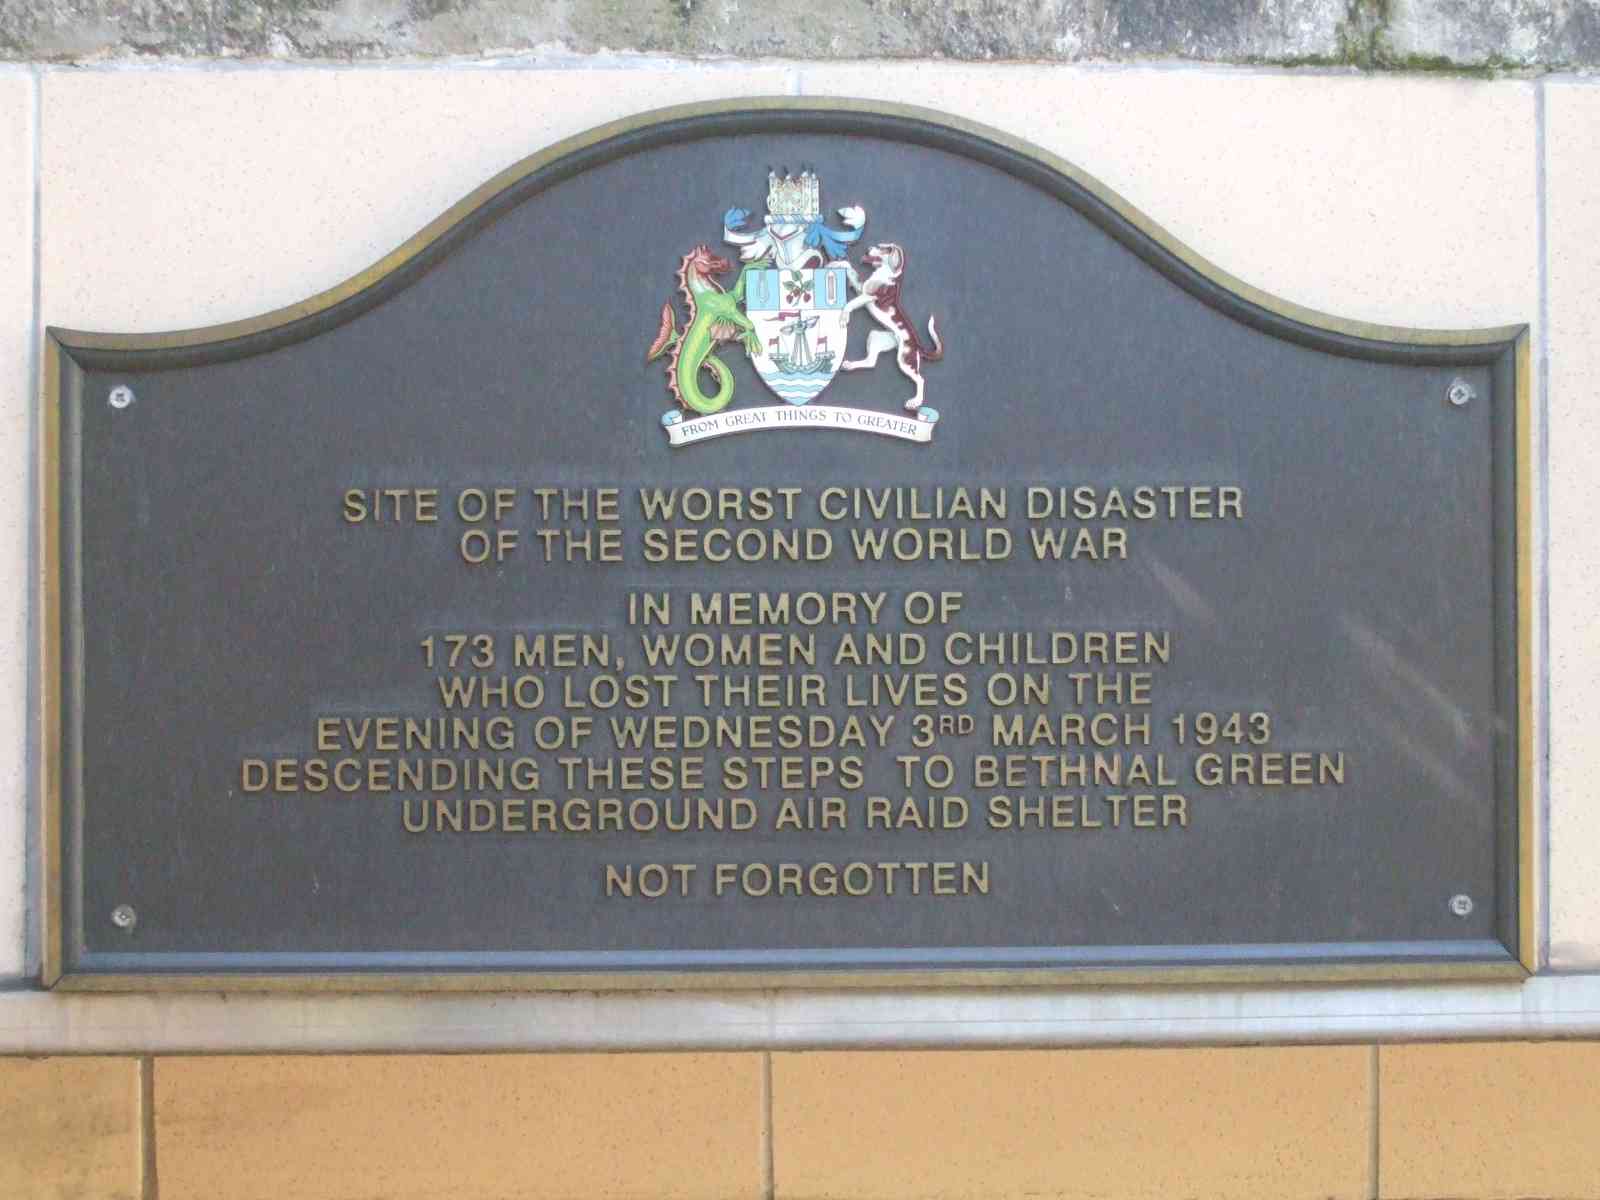 FROM GREAT THINGS TO GREATER
SITE OF THE WORST CIVILIAN DISASTER
OF THE SECOND WORLD WAR
IN MEMORY OF
173 MEN, WOMEN AND CHILDREN
WHO LOST THEIR LIVES ON THE
EVENING OF WEDNESDAY 3RD MARCH 1943
DESCENDING THESE STEPS TO BETHNAL GREEN
UNDERGROUND AIR RAID SHELTER
NOT FORGOTTEN